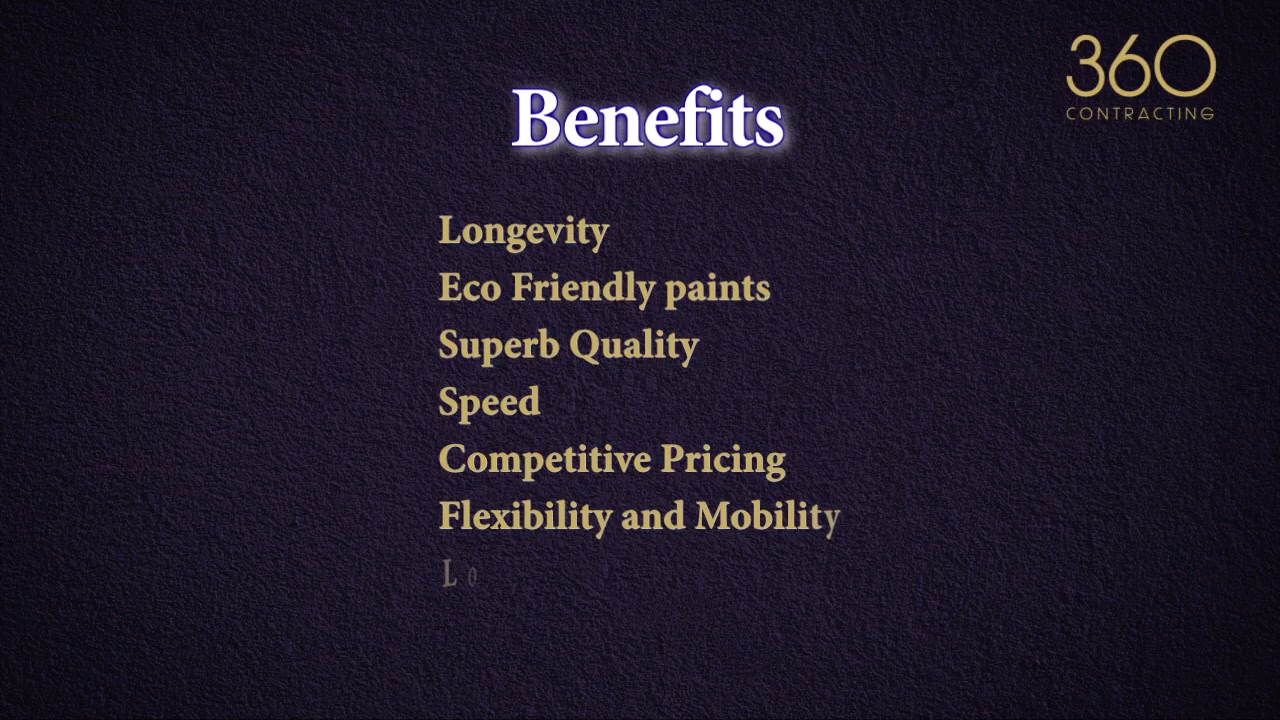 360
CONTRACTING
Benefits
Longevity
Eco Friendly paints
Superb Quality
Speed
Competitive Pricing
Flexibility and Mobility
L o